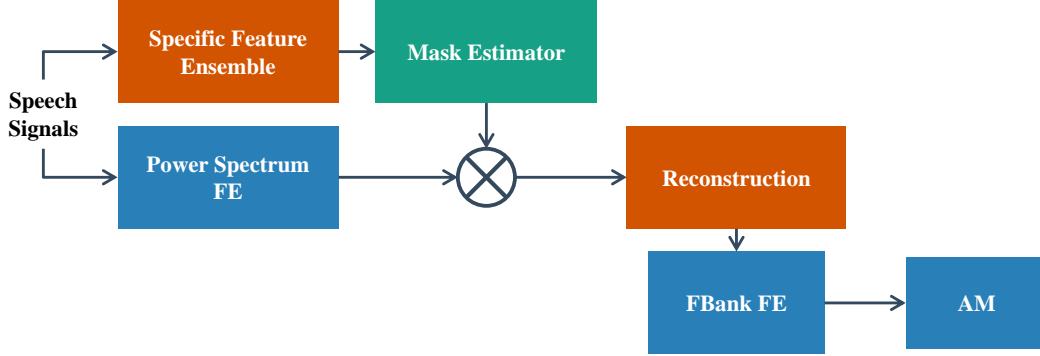 Specific Feature
Ensemble
Mask Estimator
Speech
Signals
Power Spectrum
FE
Reconstruction
FBank FE
AM